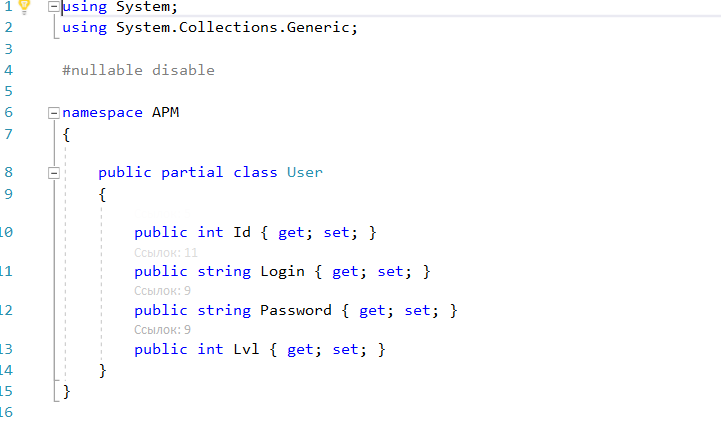 1 using System;
2 using System.Collections.Generic;
3
4 #nullable disable
5
6 namespace APM
7 {
8 public partial class User
9 {
10 public int Id { get; set; }
Ссылок: 11
11 public string Login { get; set; }
Ссылок: 9
12 public string Password { get; set; }
Ссылок: 9
13 public int Lvl { get; set; }
14 }
15 }
16